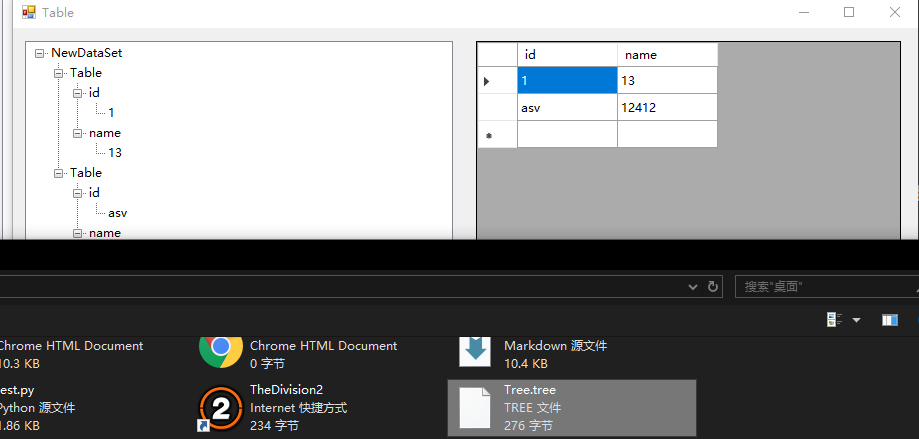 Table
NewDataSet
Table
id
1
name
13
Table
id
asv
name
id name
1 13
asv 12412
搜索"桌面"
Chrome HTML Document
10.3 KB
Chrome HTML Document
0 字节
Markdown 源文件
10.4 KB
est.py
Python 源文件
1.86 KB
TheDivision2
Internet 快捷方式
234 字节
Tree.tree
TREE 文件
276 字节